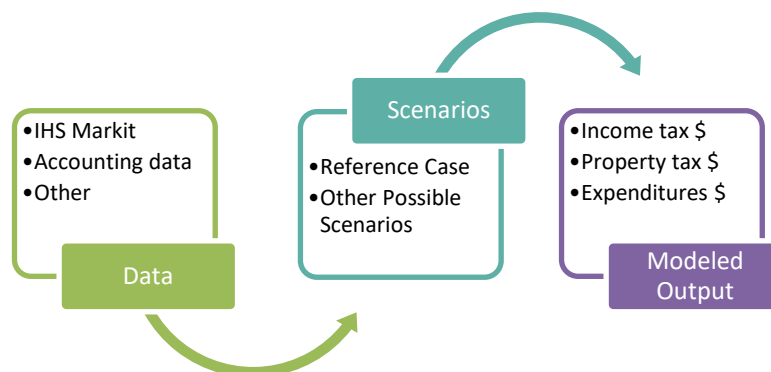 •IHS Markit
•Accounting data
•Other
Data
Scenarios
•Reference Case
•Other Possible
Scenarios
•Income tax $
•Property tax $
•Expenditures $
Modeled
Output